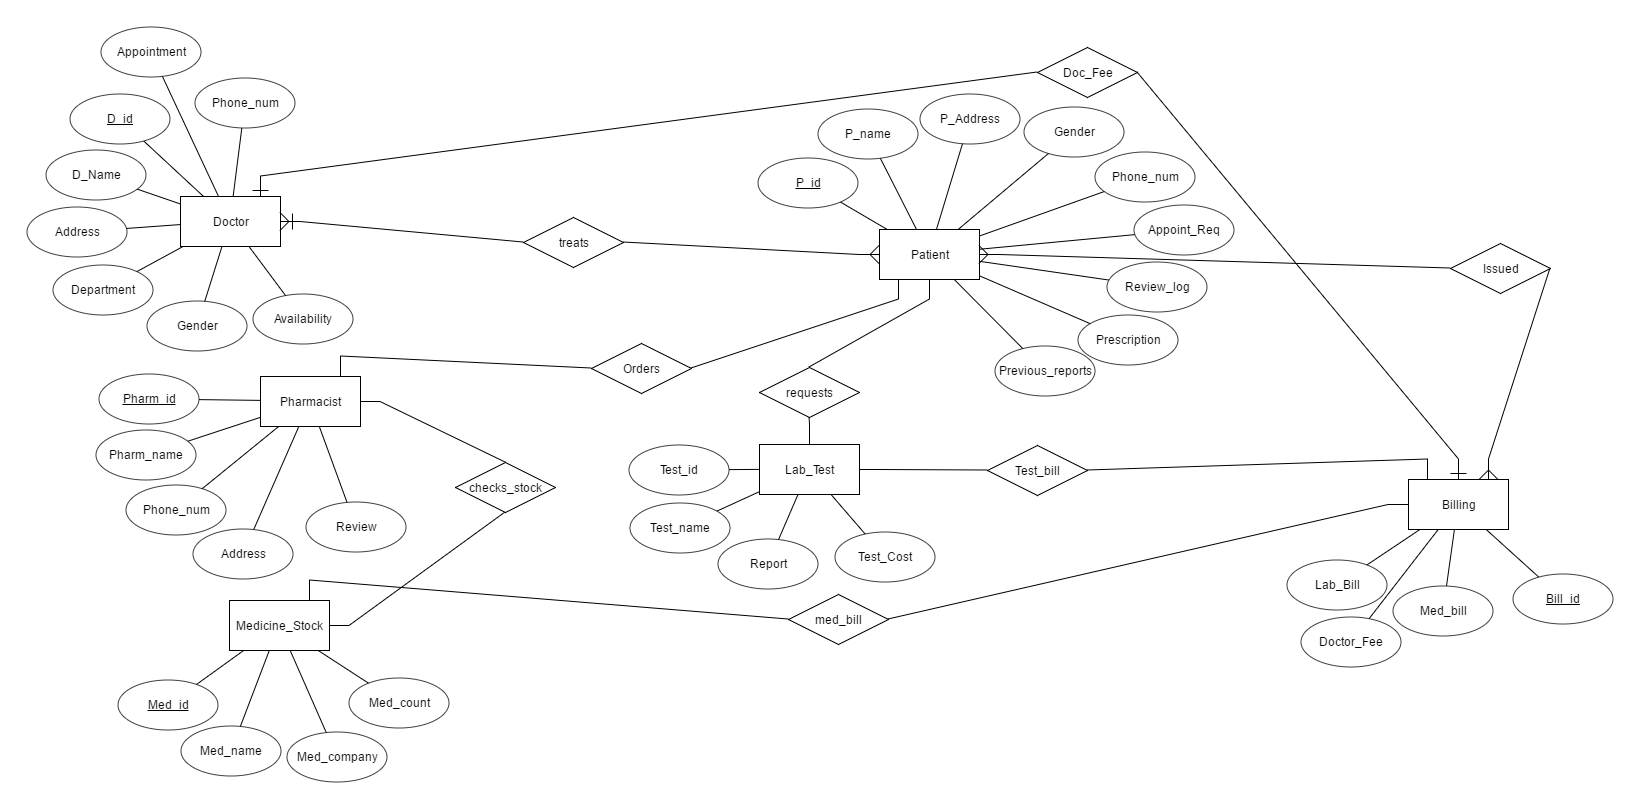 Appointment
Doc_Fee
Phone_num
D_id
P_Address
P_name
Gender
D_Name
Phone_num
P_id
Doctor
Address
Appoint_Req
treats
Patient
Issued
Department
Review_log
Gender
Availability
Prescription
Orders
Previous_reports
requests
Pharm_id
Pharmacist
Pharm_name
Test_id
Lab_Test
Test_bill
checks_stock
Phone_num
Billing
Review
Test_name
Address
Report
Test_Cost
Lab_Bill
Bill_id
Med_bill
med_bill
Medicine_Stock
Doctor_Fee
Med_id
Med_count
Med_name
Med_company